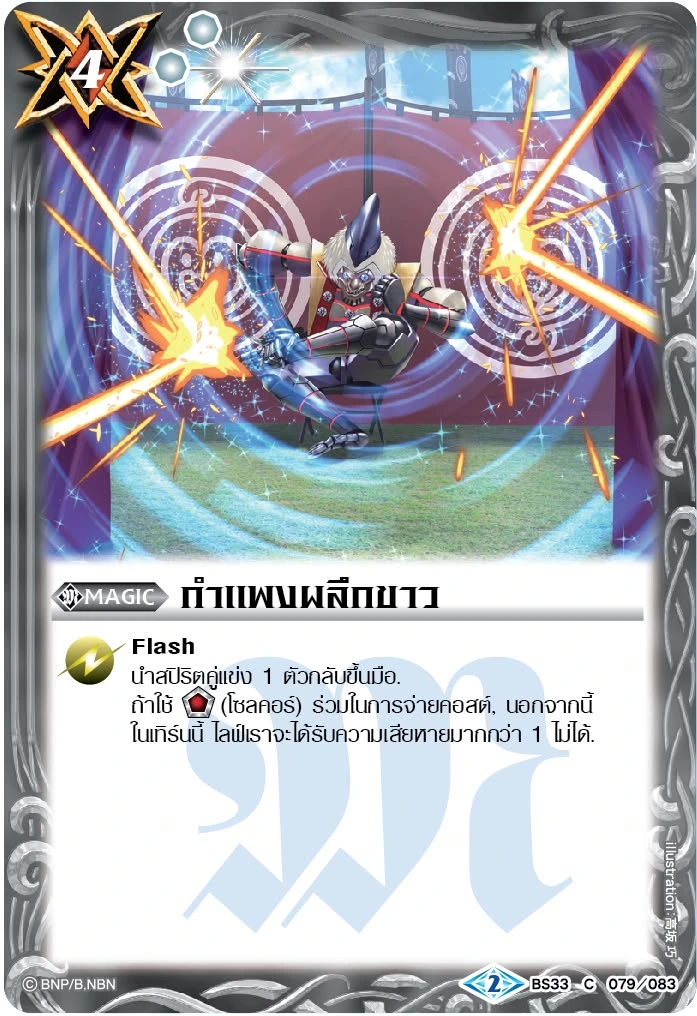 4
MAGIC กำแพงผลึกขาว
Flash
นำสปิริตคู่แข่ง 1 ตัวกลับขึ้นมือ.
ถ้าใช้ (โซลคอร์) ร่วมในการจ่ายคอสต์, นอกจากนี้
ในเทิร์นนี้ ไลฟ์เราจะได้รับความเสียหายมากกว่า 1 ไม่ได้.
illustration:高坂 巧
©BNP/B.NBN
2 BS33 C 079/083